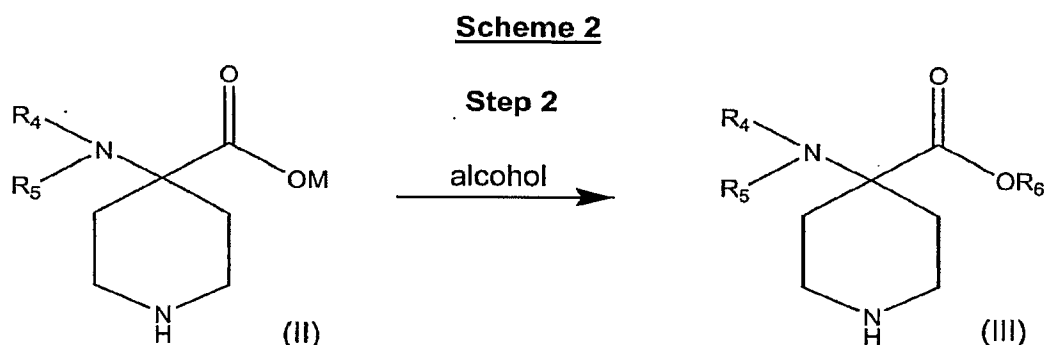 Scheme 2
Step 2
alcohol
O
R4
N
R5
OM
N
H
(II)
O
R4
N
R5
OR6
N
H
(III)